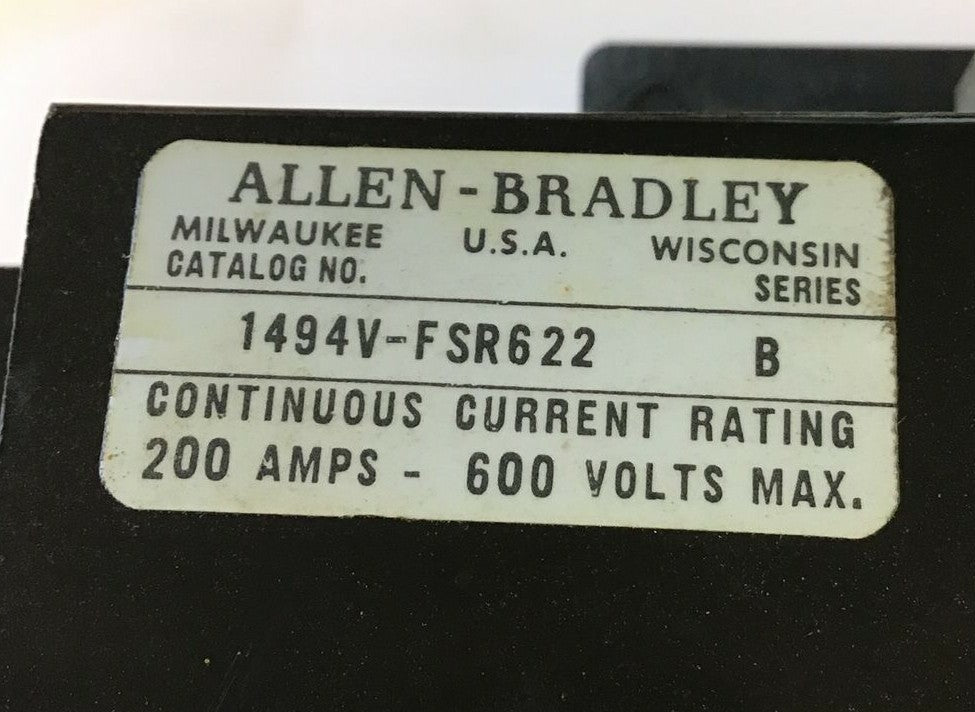 ALLEN-BRADLEY
MILWAUKEE U.S.A. WISCONSIN
CATALOG NO. SERIES
1494V-FSR622 B
CONTINUOUS CURRENT RATING
200 AMPS - 600 VOLTS MAX.